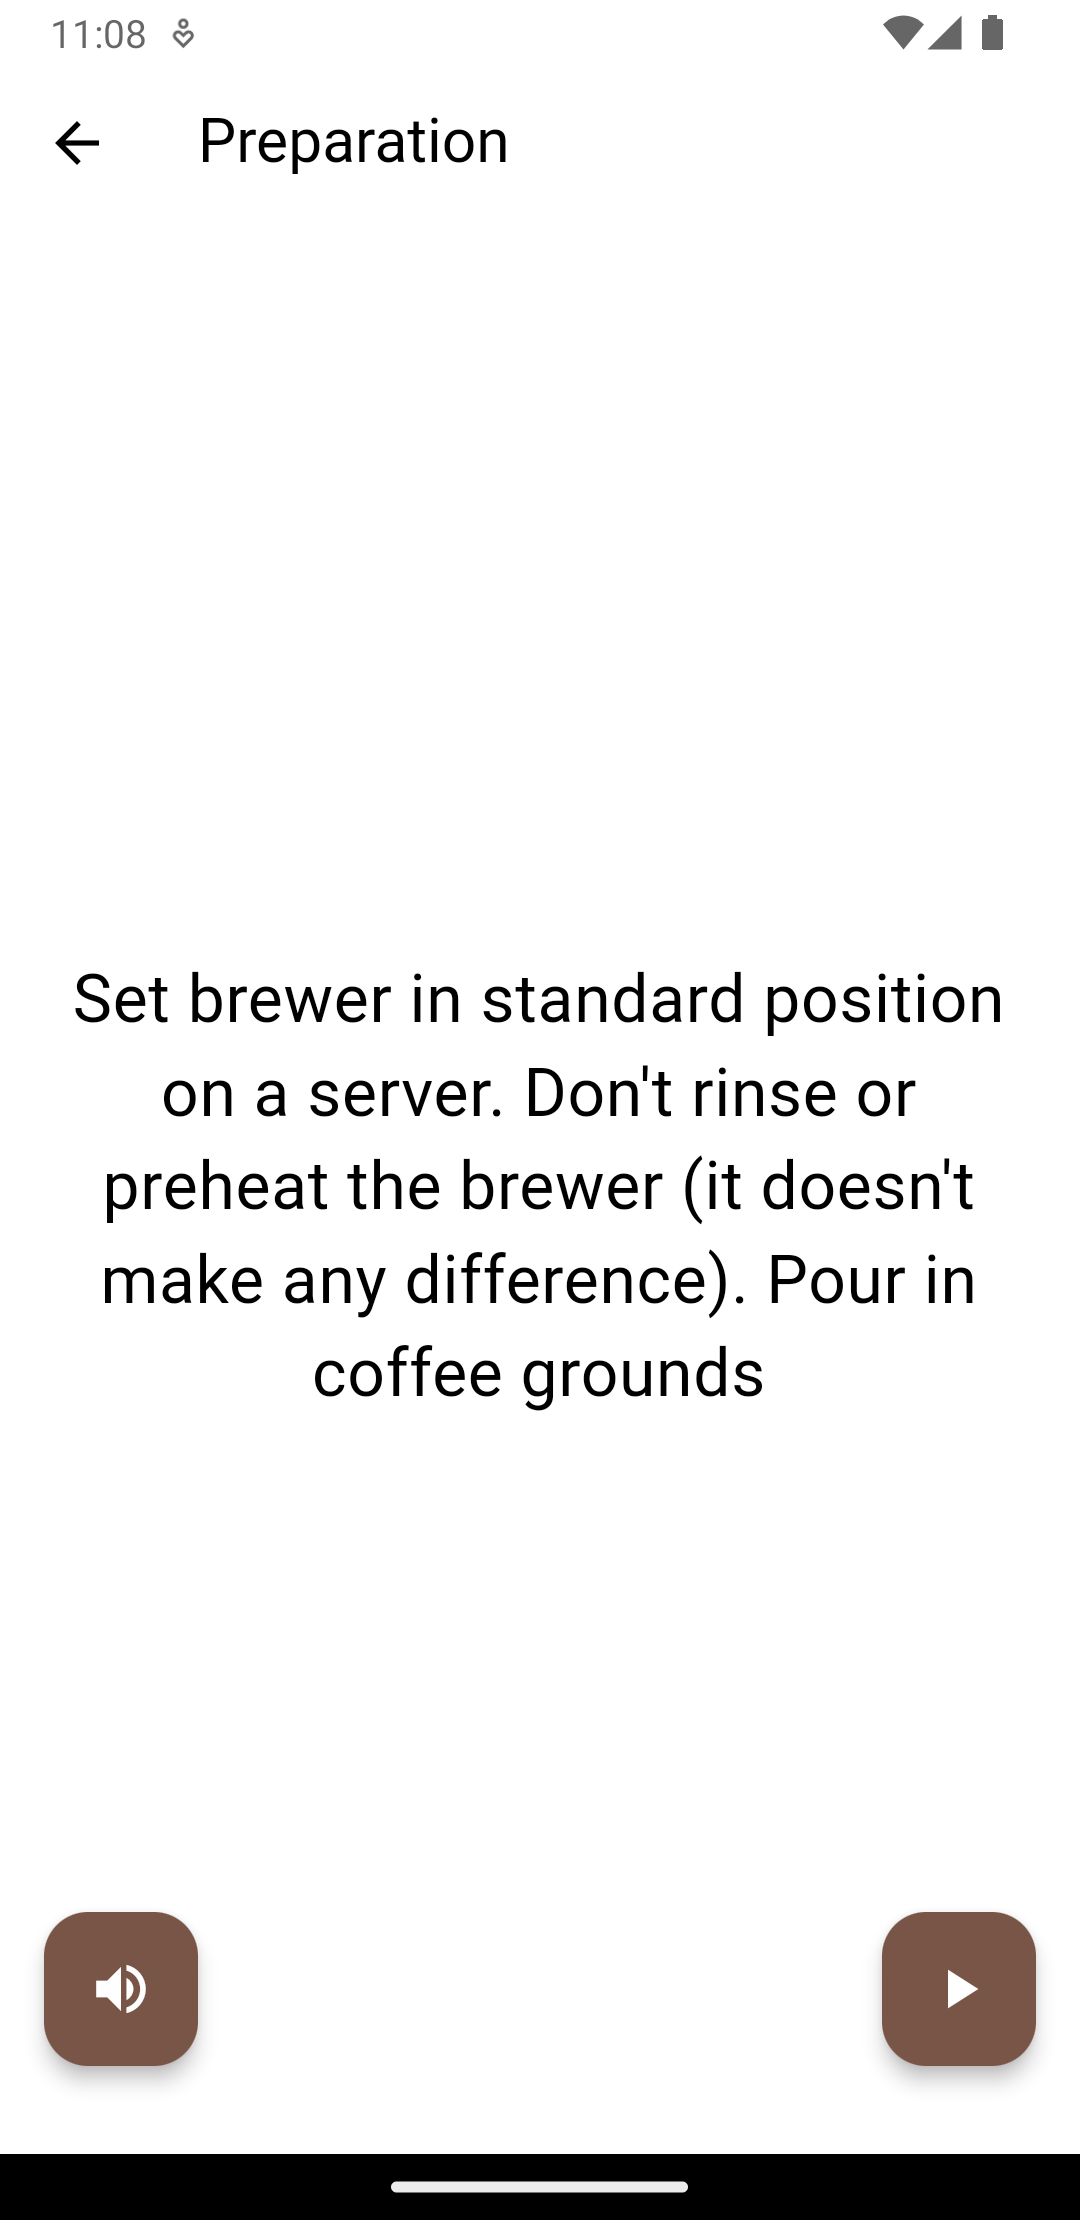 11:08
Preparation
Set brewer in standard position
on a server. Don't rinse or
preheat the brewer (it doesn't
make any difference). Pour in
coffee grounds